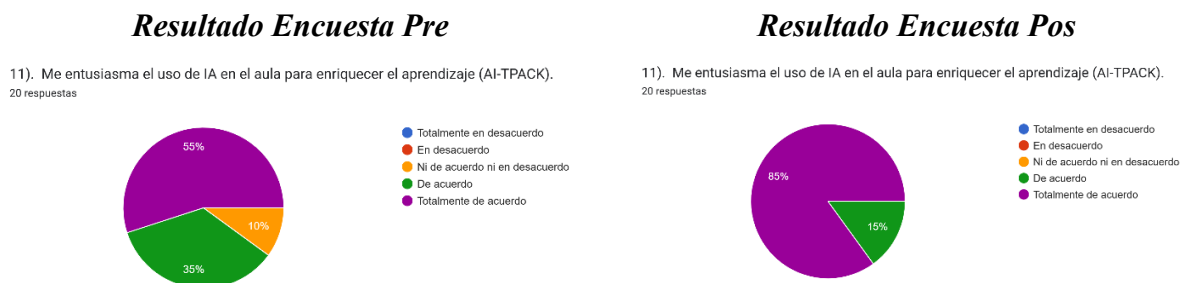 Resultado Encuesta Pre
11). Me entusiasma el uso de IA en el aula para enriquecer el aprendizaje (AI-TPACK).
20 respuestas
55%
10%
35%
Totalmente en desacuerdo
En desacuerdo
Ni de acuerdo ni en desacuerdo
De acuerdo
Totalmente de acuerdo
Resultado Encuesta Pos
11). Me entusiasma el uso de IA en el aula para enriquecer el aprendizaje (AI-TPACK).
20 respuestas
85%
15%
Totalmente en desacuerdo
En desacuerdo
Ni de acuerdo ni en desacuerdo
De acuerdo
Totalmente de acuerdo